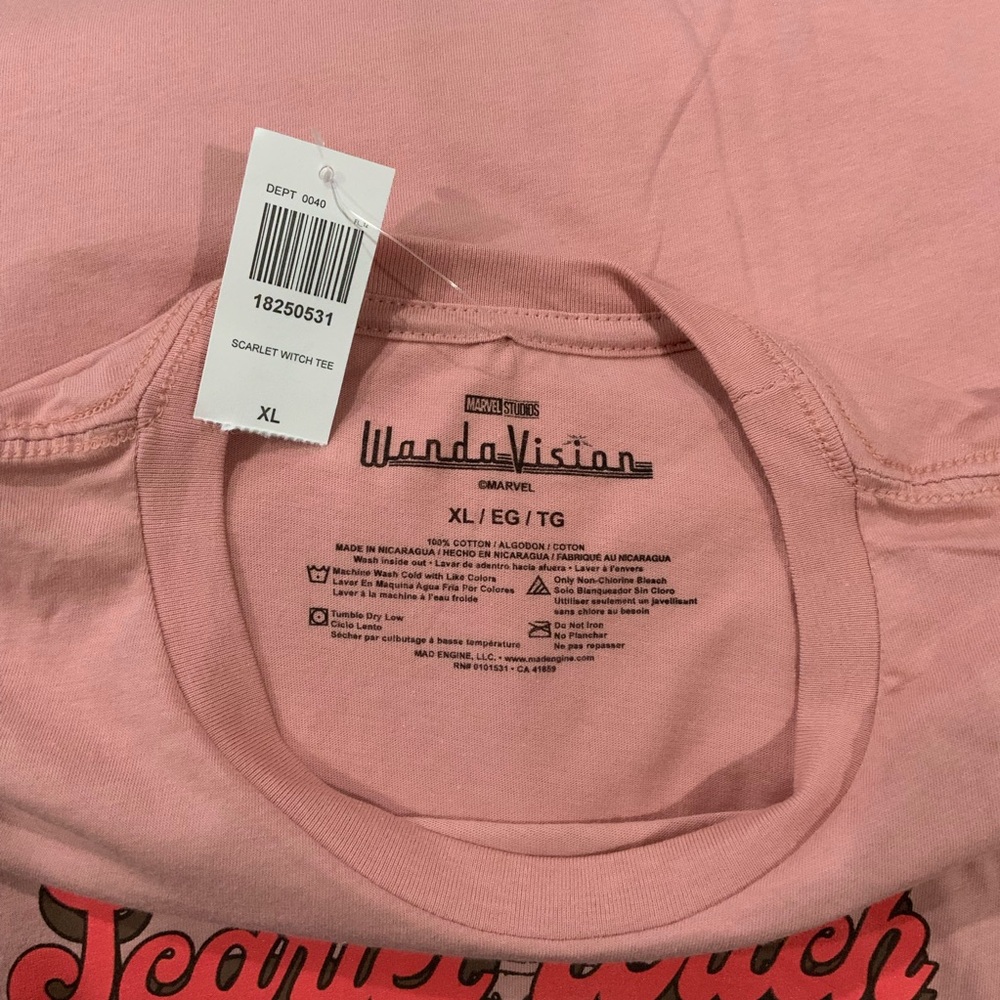 DEPT 0040
18250531
SCARLET WITCH TEE
XL
MARVEL STUDIOS
WandaVision
©MARVEL
XL / EG / TG
100% COTTON / ALGODON / COTON
MADE IN NICARAGUA / HECHO EN NICARAGUA / FABRIQUÉ AU NICARAGUA
Wash inside out • Lavar de adentro hacia afuera • Laver à l'envers
Machine Wash Cold with Like Colors
Lavar En Maquina Agua Fria Por Colores
Laver à la machine à l'eau froide
Only Non-Chlorine Bleach
Solo Blanqueador Sin Cloro
Utiliser seulement un javellisant
sans chlore au besoin
Tumble Dry Low
Ciclo Lento
Sécher par culbutage à basse température
Do Not Iron
No Planchar
Ne pas repasser
MAD ENGINE, LLC. • www.madengine.com
RN# 0101531 • CA 41659
Scarlet Witch